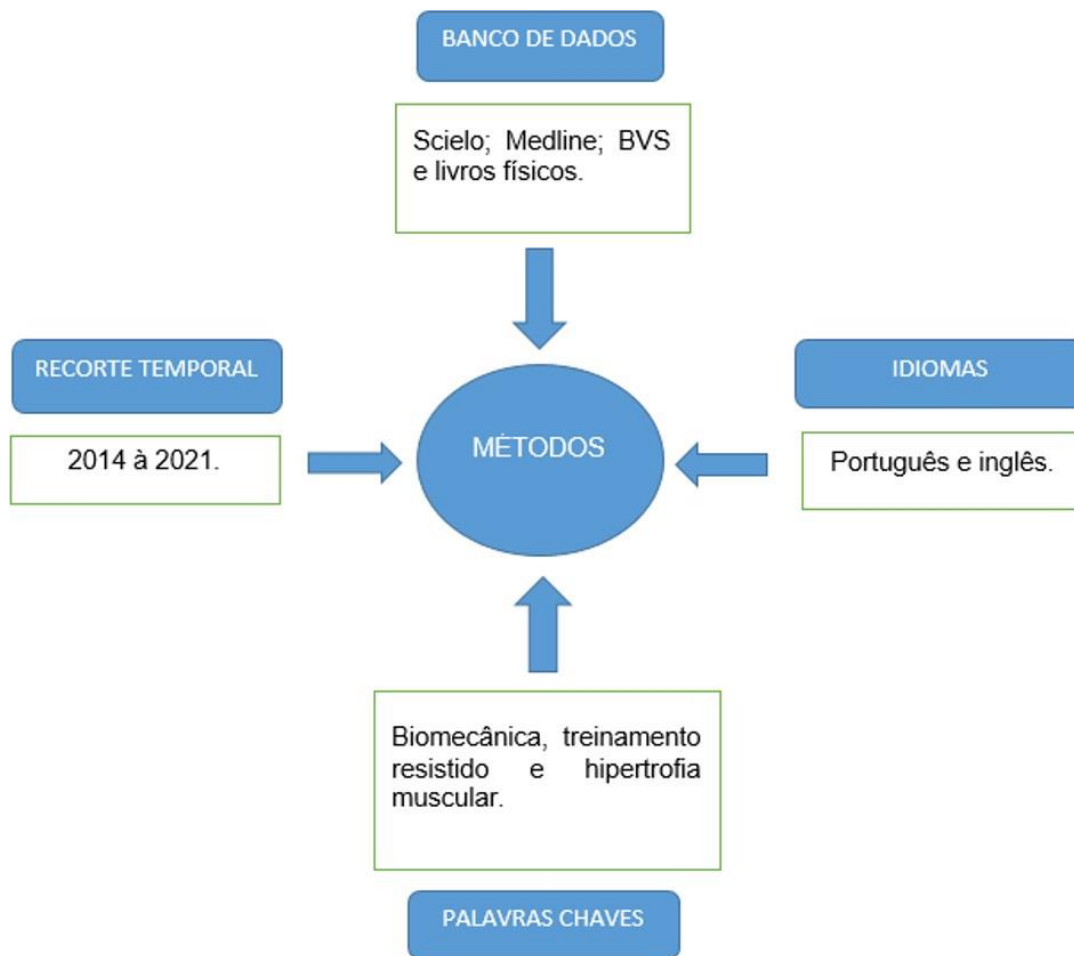 BANCO DE DADOS
Scielo; Medline; BVS
e livros físicos.
RECORTE TEMPORAL
2014 à 2021.
MÉTODOS
IDIOMAS
Português e inglês.
Biomecânica, treinamento
resistido e hipertrofia
muscular.
PALAVRAS CHAVES